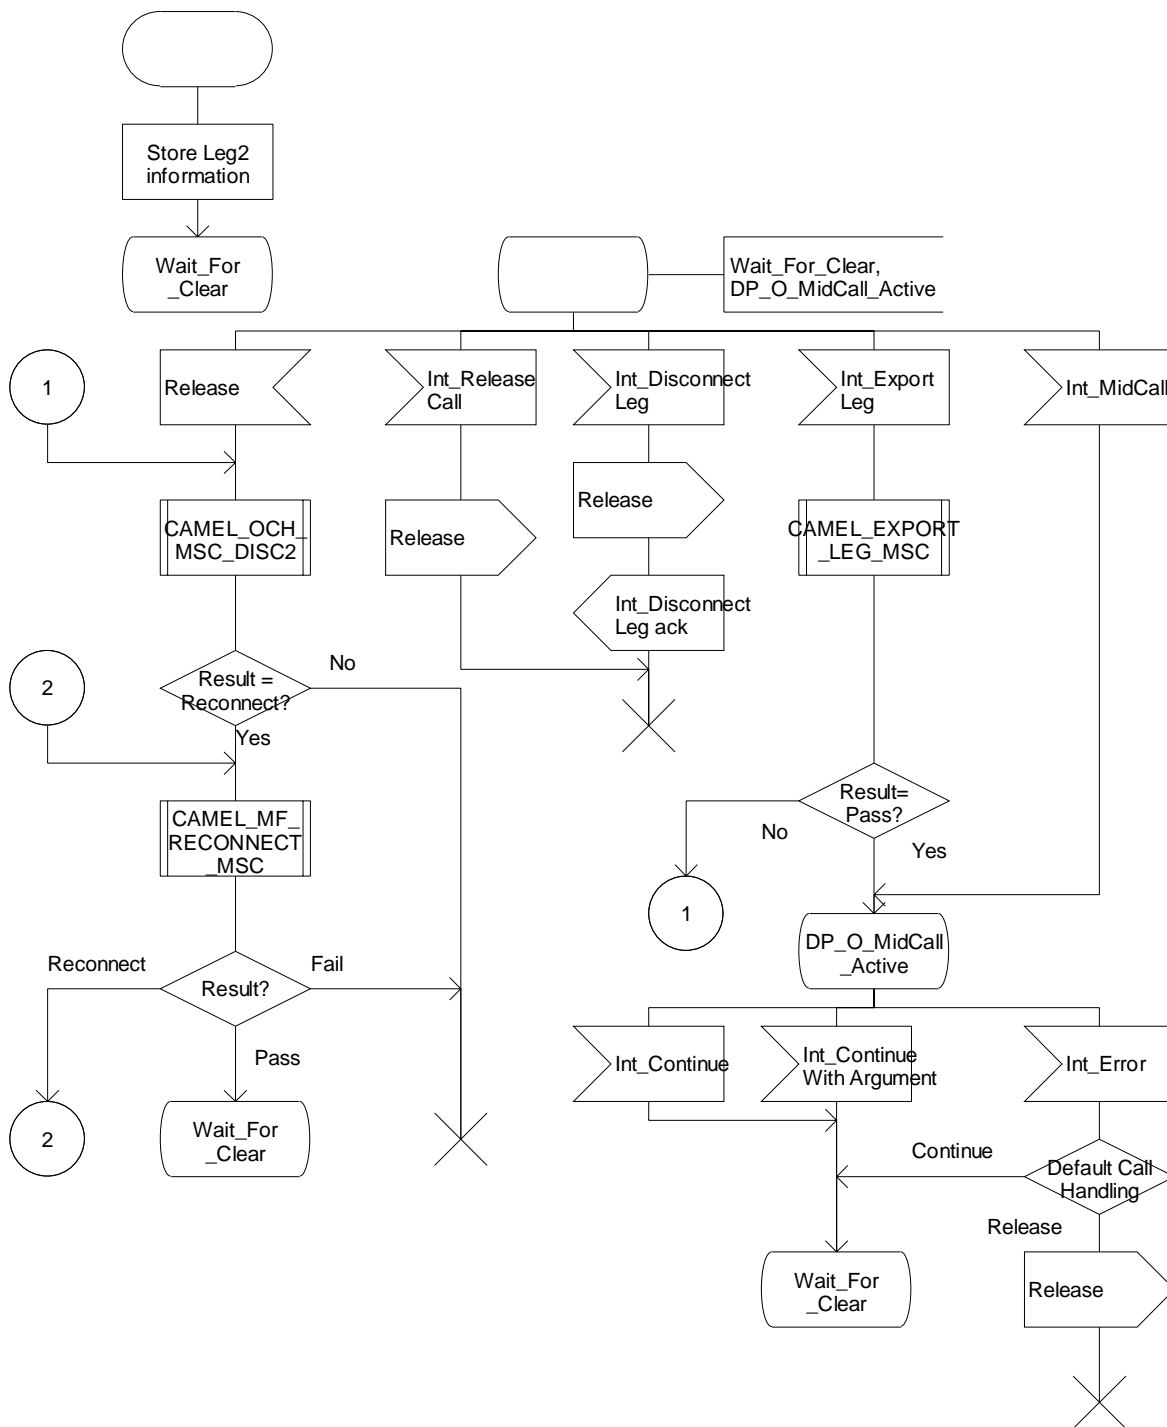 Store Leg2
information
Wait_For
_Clear
Wait_For_Clear,
DP_O_MidCall_Active
1
Release
Int_Release
Call
Int_Disconnect
Leg
Int_Export
Leg
Int_MidCall
CAMEL_OCH_
MSC_DISC2
Release
Release
CAMEL_EXPORT
_LEG_MSC
Int_Disconnect
Leg ack
2
Result =
Reconnect?
No
Yes
CAMEL_MF_
RECONNECT
_MSC
Result=
Pass?
No
Yes
1
DP_O_MidCall
_Active
Reconnect
Result?
Fail
Pass
2
Wait_For
_Clear
Int_Continue
Int_Continue
With Argument
Int_Error
Continue
Default Call
Handling
Release
Wait_For
_Clear
Release